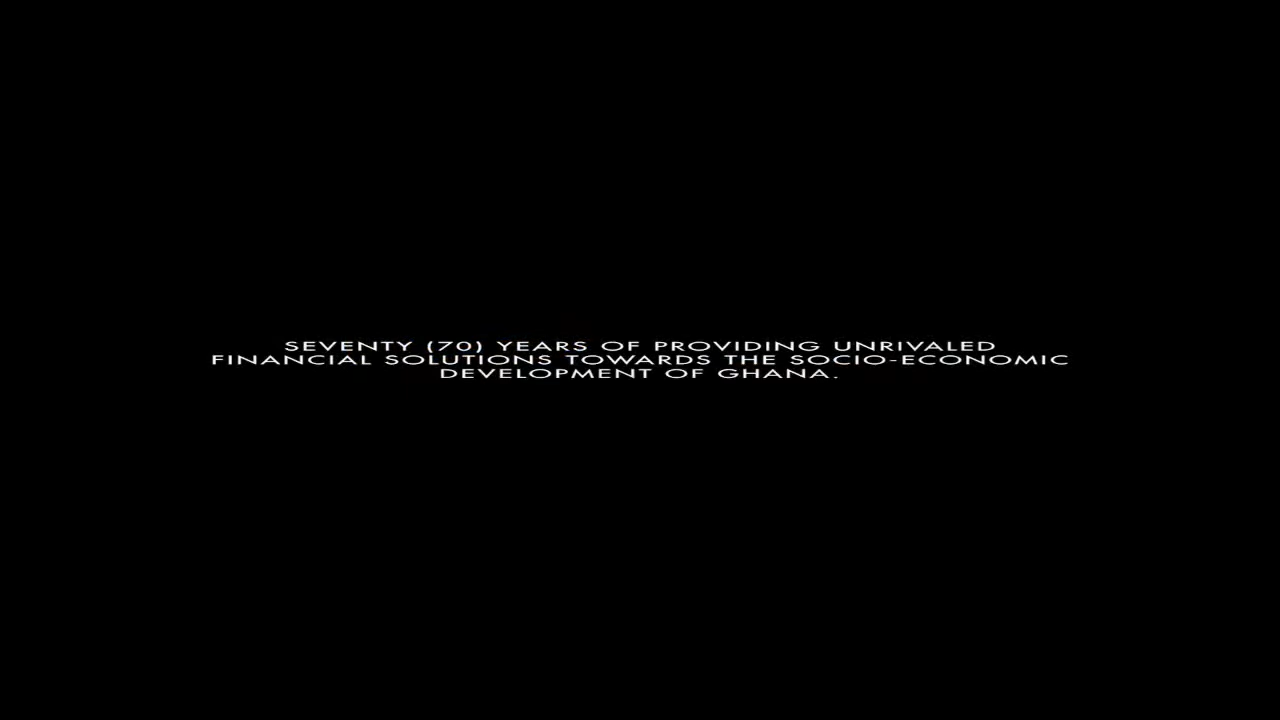 SEVENTY (70) YEARS OF PROVIDING UNRIVALED
FINANCIAL SOLUTIONS TOWARDS THE SOCIO-ECONOMIC
DEVELOPMENT OF GHANA.